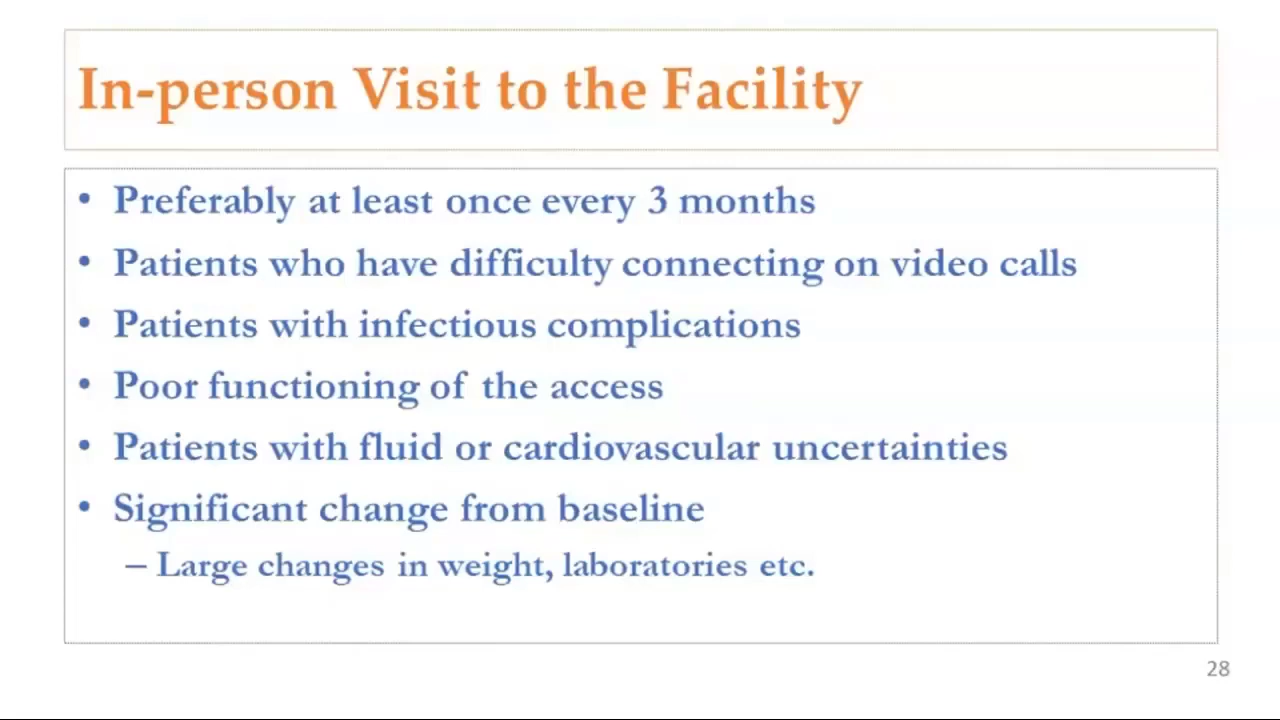 In-person Visit to the Facility
• Preferably at least once every 3 months
• Patients who have difficulty connecting on video calls
• Patients with infectious complications
• Poor functioning of the access
• Patients with fluid or cardiovascular uncertainties
• Significant change from baseline
– Large changes in weight, laboratories etc.
28